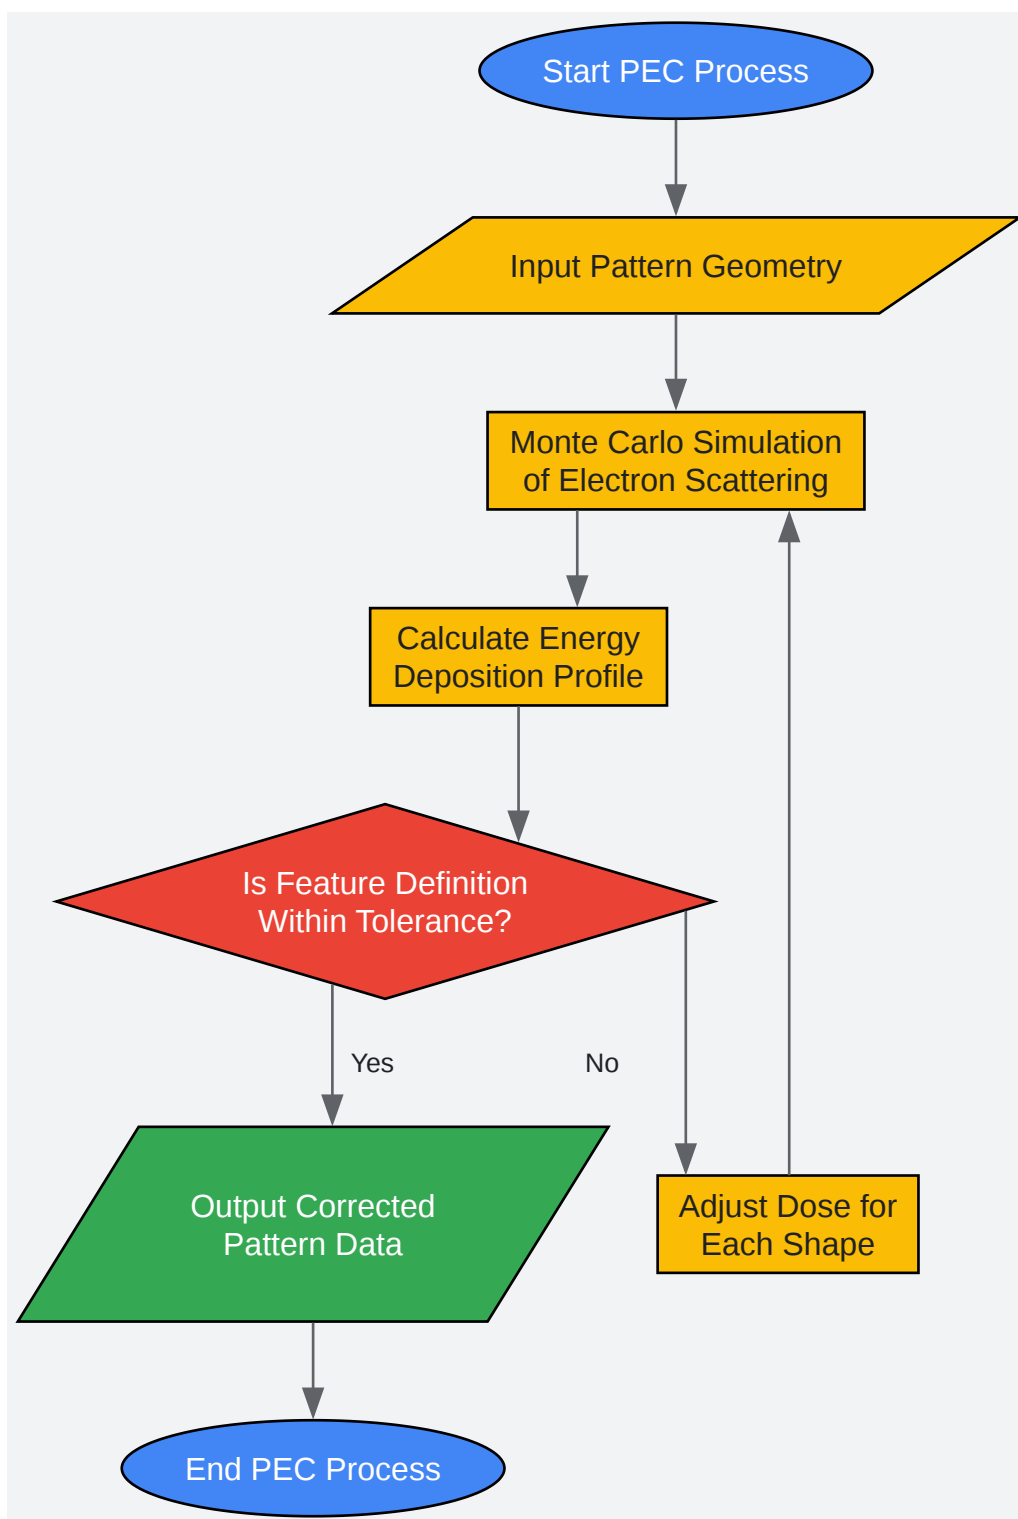 Start PEC Process
Input Pattern Geometry
Monte Carlo Simulation
of Electron Scattering
Calculate Energy
Deposition Profile
Is Feature Definition
Within Tolerance?
Yes
No
Output Corrected
Pattern Data
Adjust Dose for
Each Shape
End PEC Process